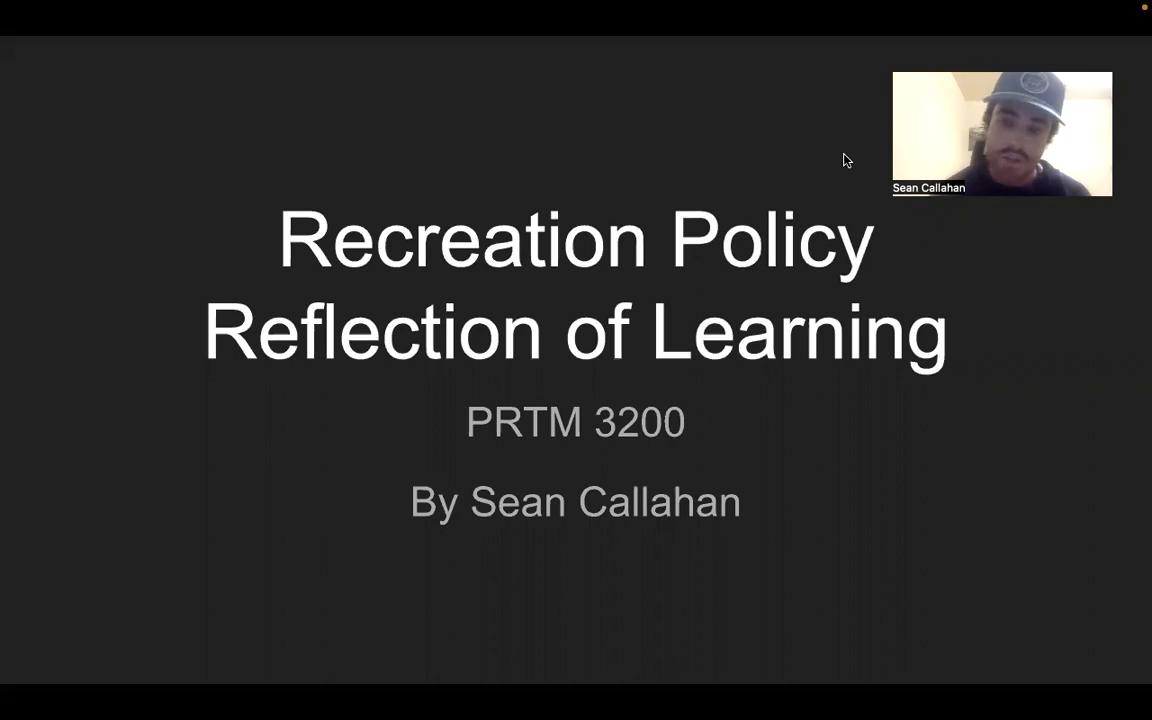 Sean Callahan
Recreation Policy
Reflection of Learning
PRTM 3200
By Sean Callahan